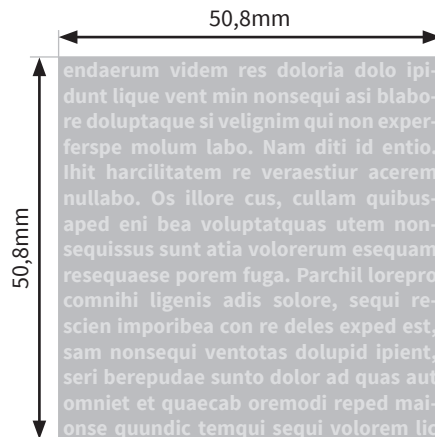 50,8mm
50,8mm
endaerum videm res doloria dolo ipi-
dunt lique vent min nonsequi asi blabo-
re doluptaque si velignim qui non exper-
ferspe molum labo. Nam diti id entio.
Ihit harcilitatem re veraestiur acerem
nullabo. Os illore cus, cullam quibus-
aped eni bea voluptatquas utem non-
sequissus sunt atia volorerum esequam
resequaese porem fuga. Parchil lorepro
comnihi ligenis adis solore, sequi re-
scien imporibea con re deles exped est,
sam nonsequi ventotas dolupid ipient,
seri berepudae sunto dolor ad quas aut
omniet et quaecab oremodi reped mai-
onse quundic temqui sequi volorem lic